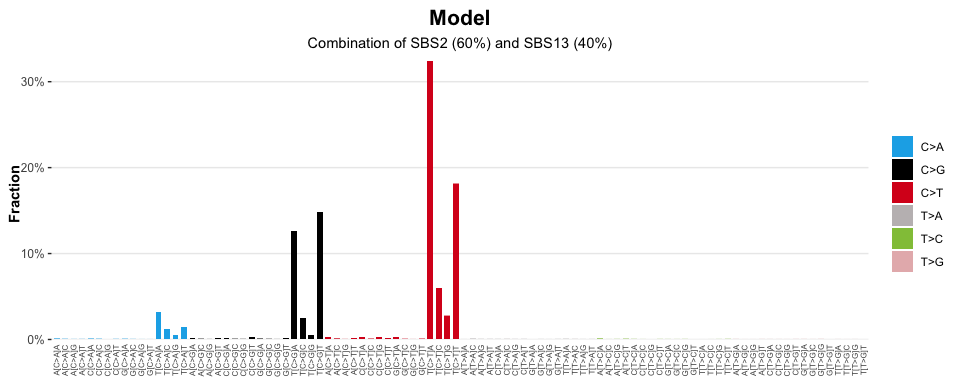 Model
Combination of SBS2 (60%) and SBS13 (40%)
Fraction
30%
20%
10%
0%
A[C>A]A A[C>A]C A[C>A]G A[C>A]T C[C>A]A C[C>A]C C[C>A]G C[C>A]T G[C>A]A G[C>A]C G[C>A]G G[C>A]T T[C>A]A T[C>A]C T[C>A]G T[C>A]T A[C>G]A A[C>G]C A[C>G]G A[C>G]T C[C>G]A C[C>G]C C[C>G]G C[C>G]T G[C>G]A G[C>G]C G[C>G]G G[C>G]T T[C>G]A T[C>G]C T[C>G]G T[C>G]T A[C>T]A A[C>T]C A[C>T]G A[C>T]T C[C>T]A C[C>T]C C[C>T]G C[C>T]T G[C>T]A G[C>T]C G[C>T]G G[C>T]T T[C>T]A T[C>T]C T[C>T]G T[C>T]T A[T>A]A A[T>A]C A[T>A]G A[T>A]T C[T>A]A C[T>A]C C[T>A]G C[T>A]T G[T>A]A G[T>A]C G[T>A]G G[T>A]T T[T>A]A T[T>A]C T[T>A]G T[T>A]T A[T>C]A A[T>C]C A[T>C]G A[T>C]T C[T>C]A C[T>C]C C[T>C]G C[T>C]T G[T>C]A G[T>C]C G[T>C]G G[T>C]T T[T>C]A T[T>C]C T[T>C]G T[T>C]T A[T>G]A A[T>G]C A[T>G]G A[T>G]T C[T>G]A C[T>G]C C[T>G]G C[T>G]T G[T>G]A G[T>G]C G[T>G]G G[T>G]T T[T>G]A T[T>G]C T[T>G]G T[T>G]T
C>A
C>G
C>T
T>A
T>C
T>G